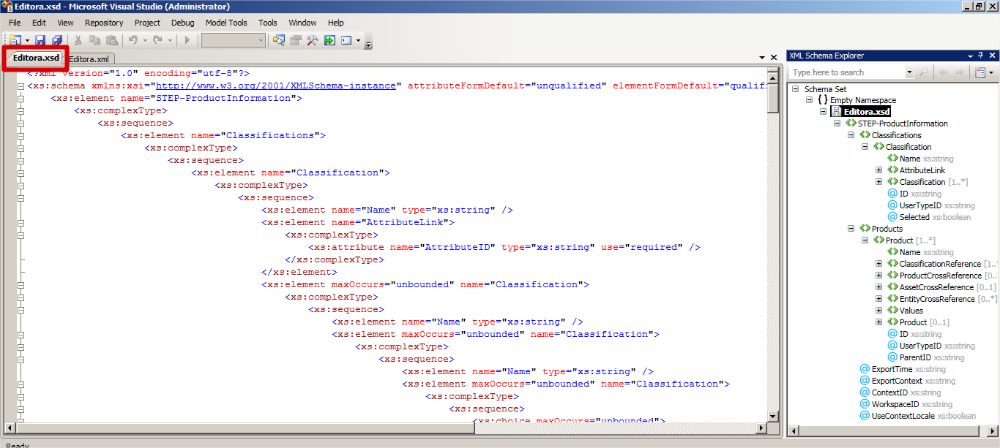 Editora.xsd - Microsoft Visual Studio (Administrator)
File Edit View Repository Project Debug Model Tools Tools Window Help
Editora.xsd Editora.xml
<?xml version="1.0" encoding="utf-8"?>
<xs:schema xmlns:xsi="http://www.w3.org/2001/XMLSchema-instance" attributeFormDefault="unqualified" elementFormDefault="qualifi
<xs:element name="STEP-ProductInformation">
<xs:complexType>
<xs:sequence>
<xs:element name="Classifications">
<xs:complexType>
<xs:sequence>
<xs:element name="Classification">
<xs:complexType>
<xs:sequence>
<xs:element name="Name" type="xs:string" />
<xs:element name="AttributeLink">
<xs:complexType>
<xs:attribute name="AttributeID" type="xs:string" use="required" />
</xs:complexType>
</xs:element>
<xs:element maxOccurs="unbounded" name="Classification">
<xs:complexType>
<xs:sequence>
<xs:element name="Name" type="xs:string" />
<xs:element maxOccurs="unbounded" name="Classification">
<xs:complexType>
<xs:sequence>
<xs:element name="Name" type="xs:string" />
<xs:element maxOccurs="unbounded" name="Classification">
<xs:complexType>
<xs:sequence>
<xs:choice maxOccurs="unbounded">
XML Schema Explorer
Type here to search
Schema Set
{ } Empty Namespace
Editora.xsd
STEP-ProductInformation
Classifications
Classification
Name xs:string
AttributeLink
Classification [1..*]
ID xs:string
UserTypeID xs:string
Selected xs:boolean
Products
Product [1..*]
Name xs:string
ClassificationReference [1..*
ProductCrossReference [0..
AssetCrossReference [0..1]
EntityCrossReference [0..*]
Values
Product [0..1]
ID xs:string
UserTypeID xs:string
ParentID xs:string
ExportTime xs:string
ExportContext xs:string
ContextID xs:string
WorkspaceID xs:string
UseContextLocale xs:boolean
Ready